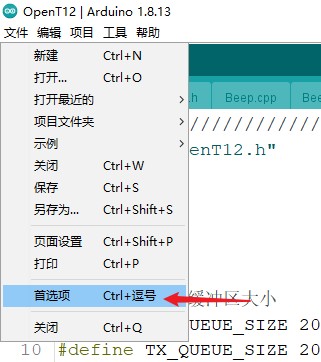 OpenT12 | Arduino 1.8.13
文件 编辑 项目 工具 帮助
新建 Ctrl+N
打开... Ctrl+O
打开最近的
项目文件夹
示例
关闭 Ctrl+W
保存 Ctrl+S
另存为... Ctrl+Shift+S
页面设置 Ctrl+Shift+P
打印 Ctrl+P
首选项 Ctrl+逗号
关闭 Ctrl+Q
.h Beep.cpp Bee
/////////////
enT12.h"
缓冲区大小
UEUE_SIZE 20
10 #define TX_QUEUE_SIZE 20